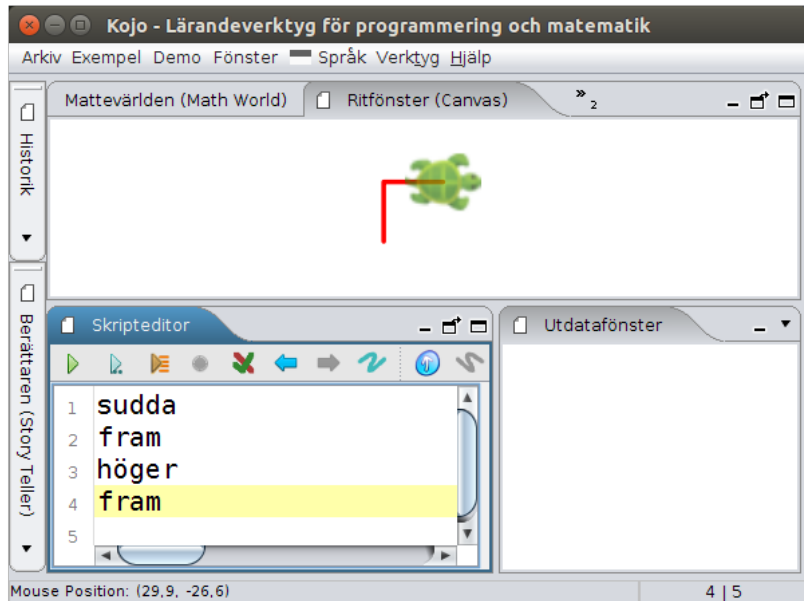 Kojo - Lärandeverktyg för programmering och matematik
Arkiv Exempel Demo Fönster Språk Verktyg Hjälp
Historik
Mattevärlden (Math World)
Ritfönster (Canvas)
»2
Berättaren (Story Teller)
Skripteditor
1 sudda
2 fram
3 höger
4 fram
5
Utdatafönster
Mouse Position: (29,9, -26,6)
4 | 5